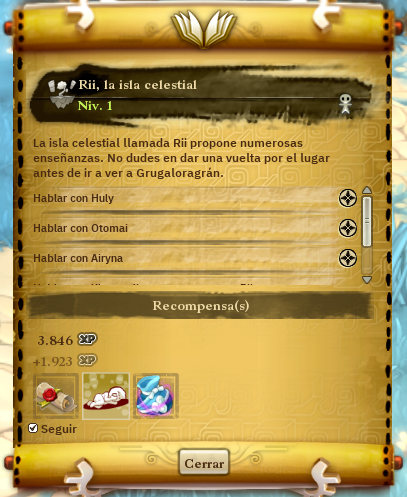 Rii, la isla celestial
Niv. 1
La isla celestial llamada Rii propone numerosas
enseñanzas. No dudes en dar una vuelta por el lugar
antes de ir a ver a Grugaloragrán.
Hablar con Huly
Hablar con Otomai
Hablar con Airyna
Recompensa(s)
3.846 XP
+1.923 XP
Seguir
Cerrar